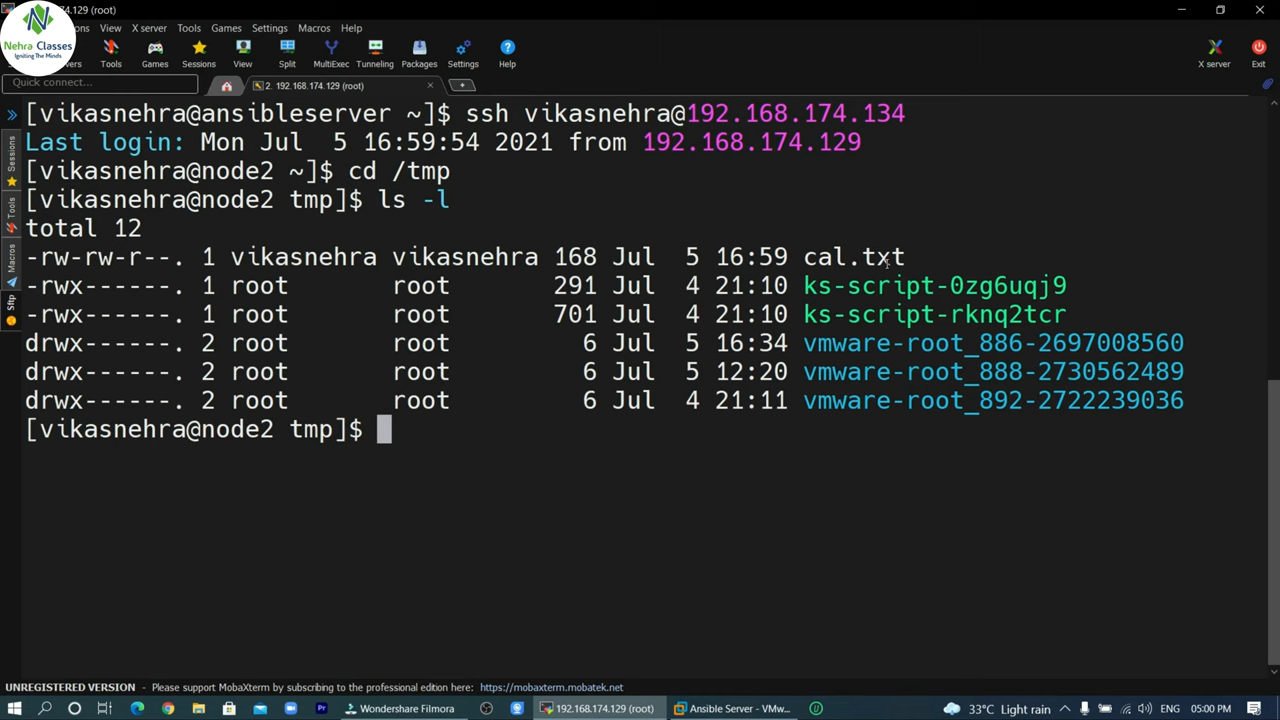 192.168.174.129 (root)
Nehra Classes
Igniting The Minds
View X server Tools Games Settings Macros Help
Tools Games Sessions View Split MultiExec Tunneling Packages Settings Help X server Exit
Quick connect...
2. 192.168.174.129 (root)
Sessions
Tools
Macros
Sftp
[vikasnehra@ansibleserver ~]$ ssh vikasnehra@192.168.174.134
Last login: Mon Jul  5 16:59:54 2021 from 192.168.174.129
[vikasnehra@node2 ~]$ cd /tmp
[vikasnehra@node2 tmp]$ ls -l
total 12
-rw-rw-r--. 1 vikasnehra vikasnehra 168 Jul  5 16:59 cal.txt
-rwx------. 1 root       root       291 Jul  4 21:10 ks-script-0zg6uqj9
-rwx------. 1 root       root       701 Jul  4 21:10 ks-script-rknq2tcr
drwx------. 2 root       root         6 Jul  5 16:34 vmware-root_886-2697008560
drwx------. 2 root       root         6 Jul  5 12:20 vmware-root_888-2730562489
drwx------. 2 root       root         6 Jul  4 21:11 vmware-root_892-2722239036
[vikasnehra@node2 tmp]$
UNREGISTERED VERSION - Please support MobaXterm by subscribing to the professional edition here: https://mobaxterm.mobatek.net
Wondershare Filmora 192.168.174.129 (root) Ansible Server - VMw... 33°C Light rain ENG 05:00 PM